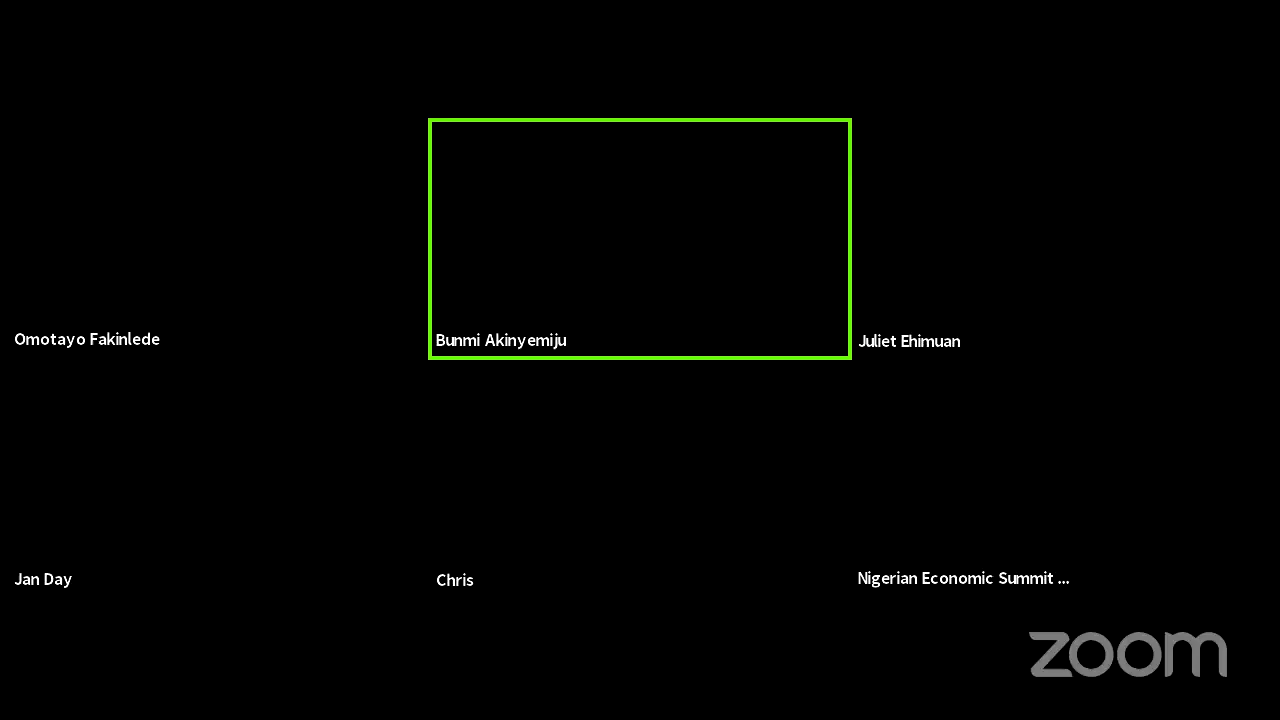 Omotayo Fakinlede
Bunmi Akinyemiju
Juliet Ehimuan
Jan Day
Chris
Nigerian Economic Summit ...
zoom